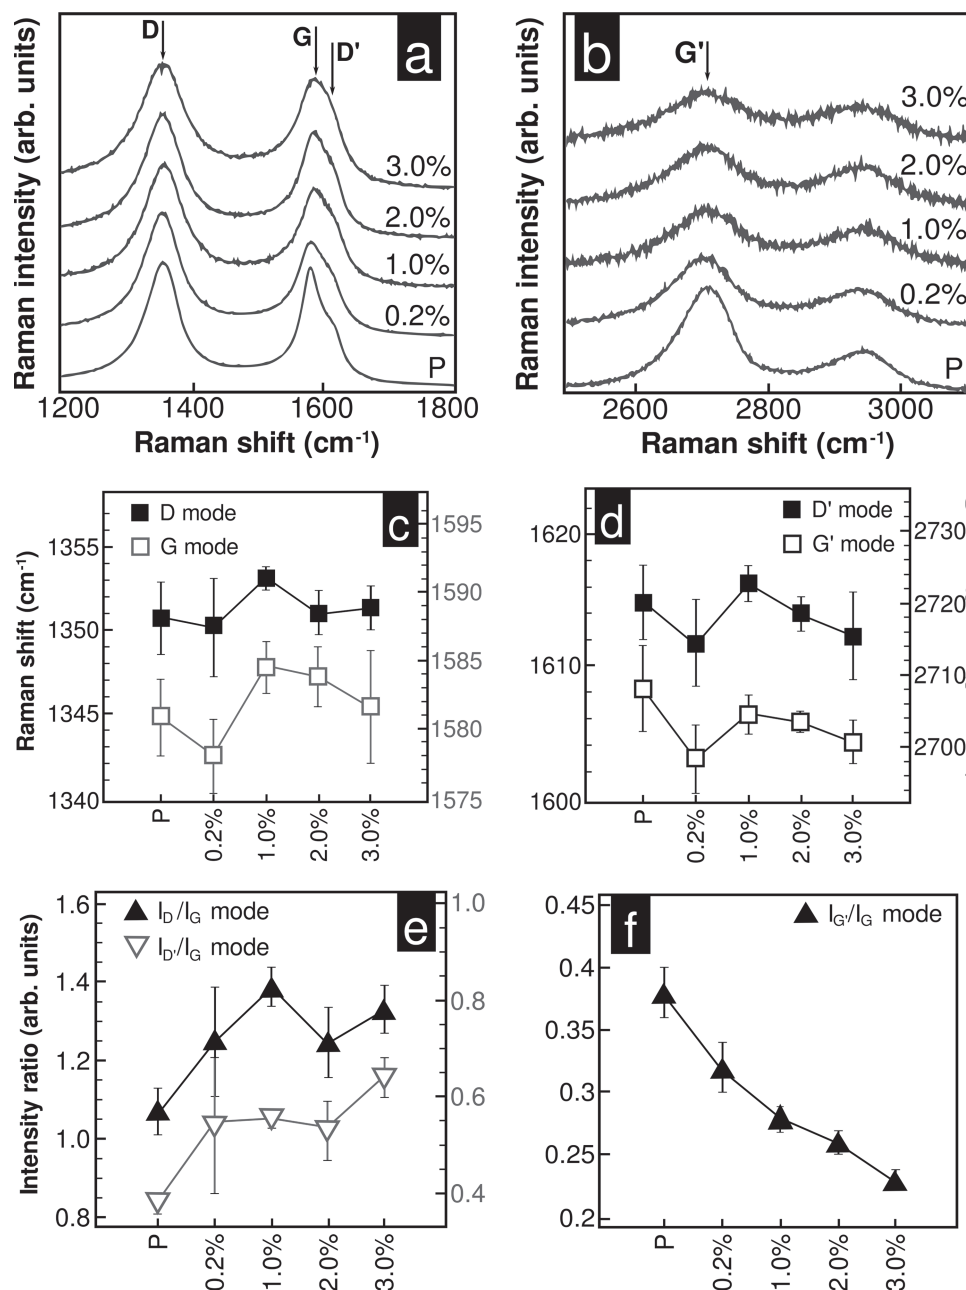 Raman intensity (arb. units)
D
G
D'
a
3.0%
2.0%
1.0%
0.2%
P
1200 1400 1600 1800
Raman shift (cm-1)
Raman intensity (arb. units)
G'
b
3.0%
2.0%
1.0%
0.2%
P
2600 2800 3000
Raman shift (cm-1)
Raman shift (cm-1)
c
D mode
G mode
1355
1350
1345
1340
1595
1590
1585
1580
1575
P 0.2% 1.0% 2.0% 3.0%
d
D' mode
G' mode
1620
1610
1600
2730
2720
2710
2700
P 0.2% 1.0% 2.0% 3.0%
Intensity ratio (arb. units)
e
ID/IG mode
ID'/IG mode
1.6
1.4
1.2
1.0
0.8
1.0
0.8
0.6
0.4
P 0.2% 1.0% 2.0% 3.0%
f
IG'/IG mode
0.45
0.4
0.35
0.3
0.25
0.2
P 0.2% 1.0% 2.0% 3.0%